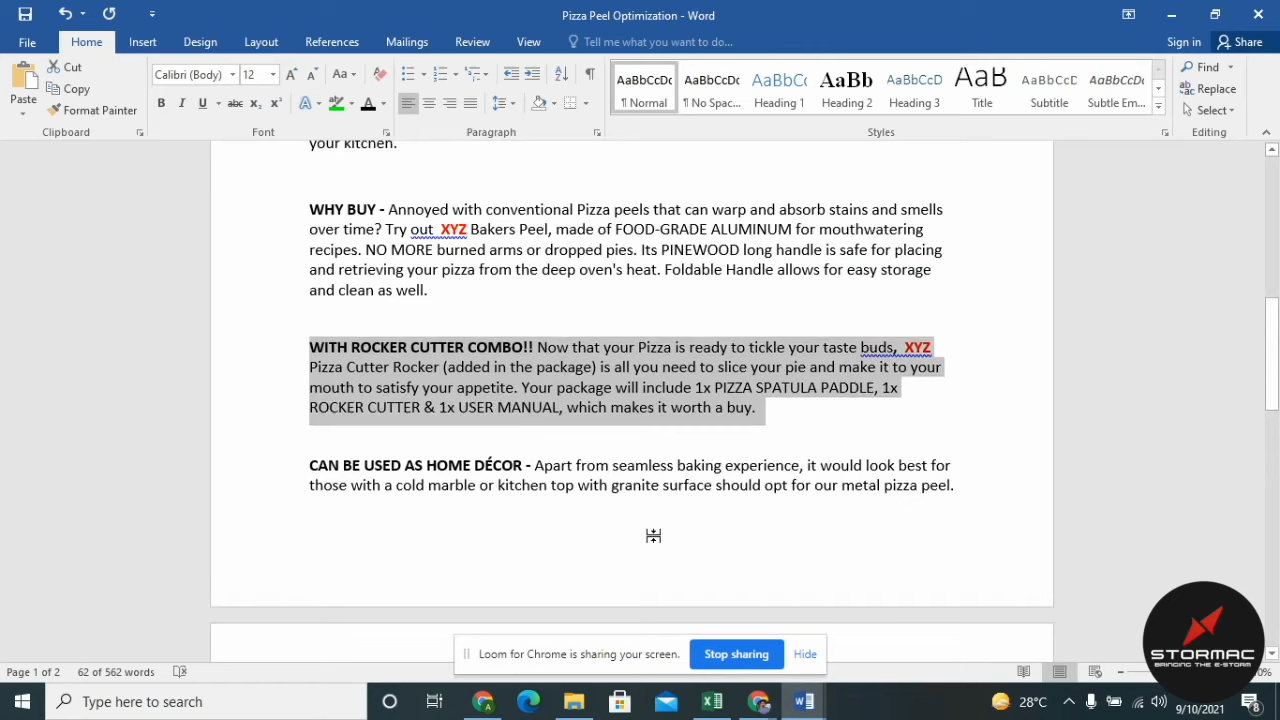 Pizza Peel Optimization - Word
File Home Insert Design Layout References Mailings Review View Tell me what you want to do... Sign in Share
Paste Cut Copy Format Painter Clipboard
Calibri (Body) 12 Font
Paragraph
AaBbCcDc AaBbCcDc AaBbCc AaBb AaBbCcD AaB AaBbCcD AaBbCcD
¶ Normal ¶ No Spac... Heading 1 Heading 2 Heading 3 Title Subtitle Subtle Em...
Styles
Find Replace Select Editing
your kitchen.
WHY BUY - Annoyed with conventional Pizza peels that can warp and absorb stains and smells
over time? Try out XYZ Bakers Peel, made of FOOD-GRADE ALUMINUM for mouthwatering
recipes. NO MORE burned arms or dropped pies. Its PINEWOOD long handle is safe for placing
and retrieving your pizza from the deep oven's heat. Foldable Handle allows for easy storage
and clean as well.
WITH ROCKER CUTTER COMBO!! Now that your Pizza is ready to tickle your taste buds, XYZ
Pizza Cutter Rocker (added in the package) is all you need to slice your pie and make it to your
mouth to satisfy your appetite. Your package will include 1x PIZZA SPATULA PADDLE, 1x
ROCKER CUTTER & 1x USER MANUAL, which makes it worth a buy.
CAN BE USED AS HOME DÉCOR - Apart from seamless baking experience, it would look best for
those with a cold marble or kitchen top with granite surface should opt for our metal pizza peel.
Loom for Chrome is sharing your screen. Stop sharing Hide
STORMAC
BRINGING THE E-STORM
Page 1 of 2 62 of 562 words
Type here to search
28°C
9/10/2021
8